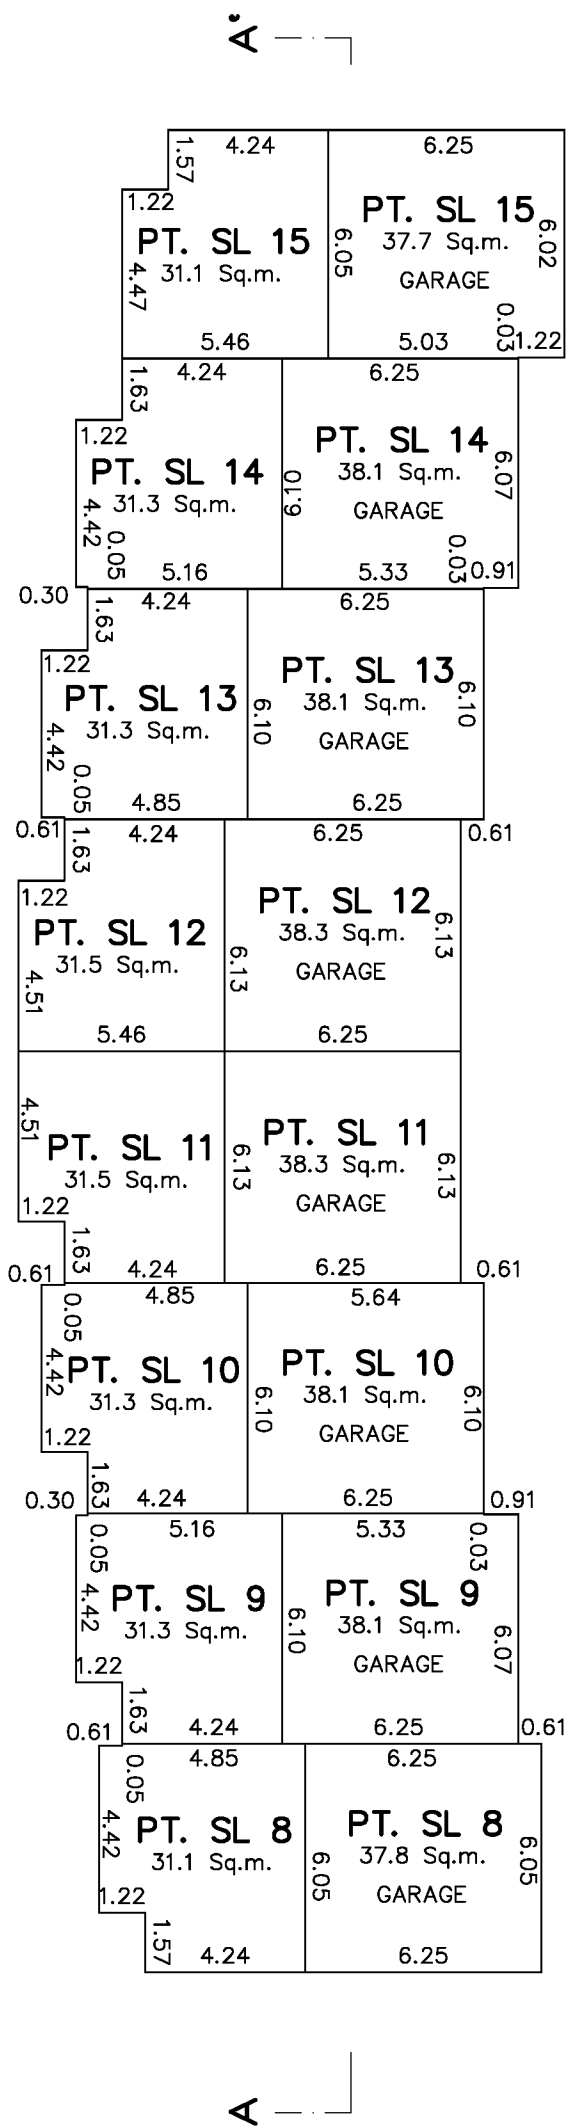 A'
4.24
6.25
1.57
1.22
PT. SL 15
31.1 Sq.m.
PT. SL 15
37.7 Sq.m.
GARAGE
6.02
6.05
4.47
0.03
5.46
5.03
1.22
4.24
6.25
1.63
1.22
PT. SL 14
31.3 Sq.m.
PT. SL 14
38.1 Sq.m.
GARAGE
6.07
6.10
4.42
0.05
0.03
5.16
5.33
0.91
0.30
4.24
6.25
1.63
1.22
PT. SL 13
31.3 Sq.m.
PT. SL 13
38.1 Sq.m.
GARAGE
6.10
6.10
4.42
0.05
4.85
6.25
0.61
4.24
6.25
0.61
1.63
1.22
PT. SL 12
31.5 Sq.m.
PT. SL 12
38.3 Sq.m.
GARAGE
6.13
6.13
4.51
5.46
6.25
4.51
PT. SL 11
31.5 Sq.m.
PT. SL 11
38.3 Sq.m.
GARAGE
6.13
6.13
1.22
1.63
0.61
4.24
6.25
0.61
4.85
5.64
0.05
4.42
PT. SL 10
31.3 Sq.m.
PT. SL 10
38.1 Sq.m.
GARAGE
6.10
6.10
1.22
1.63
0.30
4.24
6.25
0.91
5.16
5.33
0.05
0.03
4.42
PT. SL 9
31.3 Sq.m.
PT. SL 9
38.1 Sq.m.
GARAGE
6.10
6.07
1.22
1.63
0.61
4.24
6.25
0.61
4.85
6.25
0.05
4.42
PT. SL 8
31.1 Sq.m.
PT. SL 8
37.8 Sq.m.
GARAGE
6.05
6.05
1.22
1.57
4.24
6.25
A